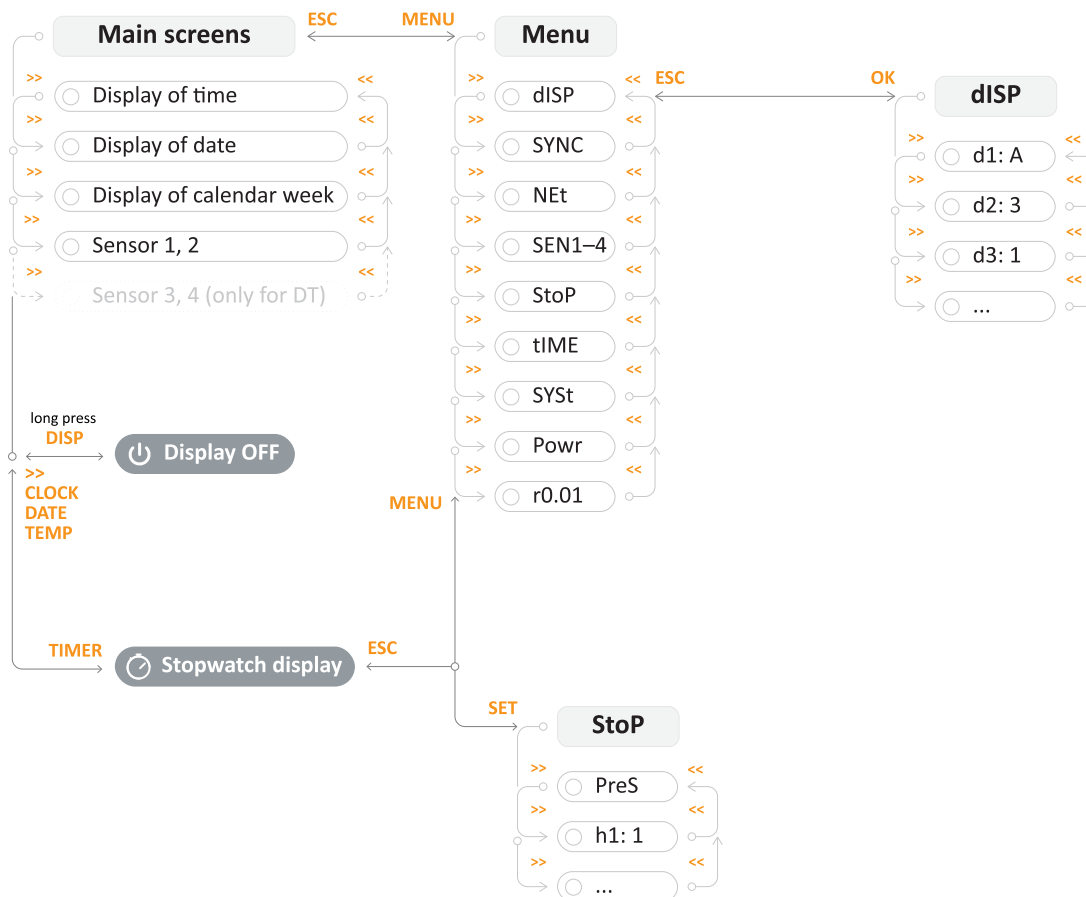 Main screens
ESC
MENU
Menu
>>
<<
Display of time
>>
<<
Display of date
>>
<<
Display of calendar week
>>
<<
Sensor 1, 2
>>
<<
Sensor 3, 4 (only for DT)
>>
<<
dISP
>>
<<
SYNC
>>
<<
NEt
>>
<<
SEN1–4
>>
<<
StoP
>>
<<
tIME
>>
<<
SYSt
>>
<<
Powr
>>
<<
r0.01
ESC
OK
dISP
>>
<<
d1: A
>>
<<
d2: 3
>>
<<
d3: 1
>>
<<
...
long press
DISP
Display OFF
>>
CLOCK
DATE
TEMP
MENU
TIMER
Stopwatch display
ESC
SET
StoP
>>
<<
PreS
>>
<<
h1: 1
>>
<<
...